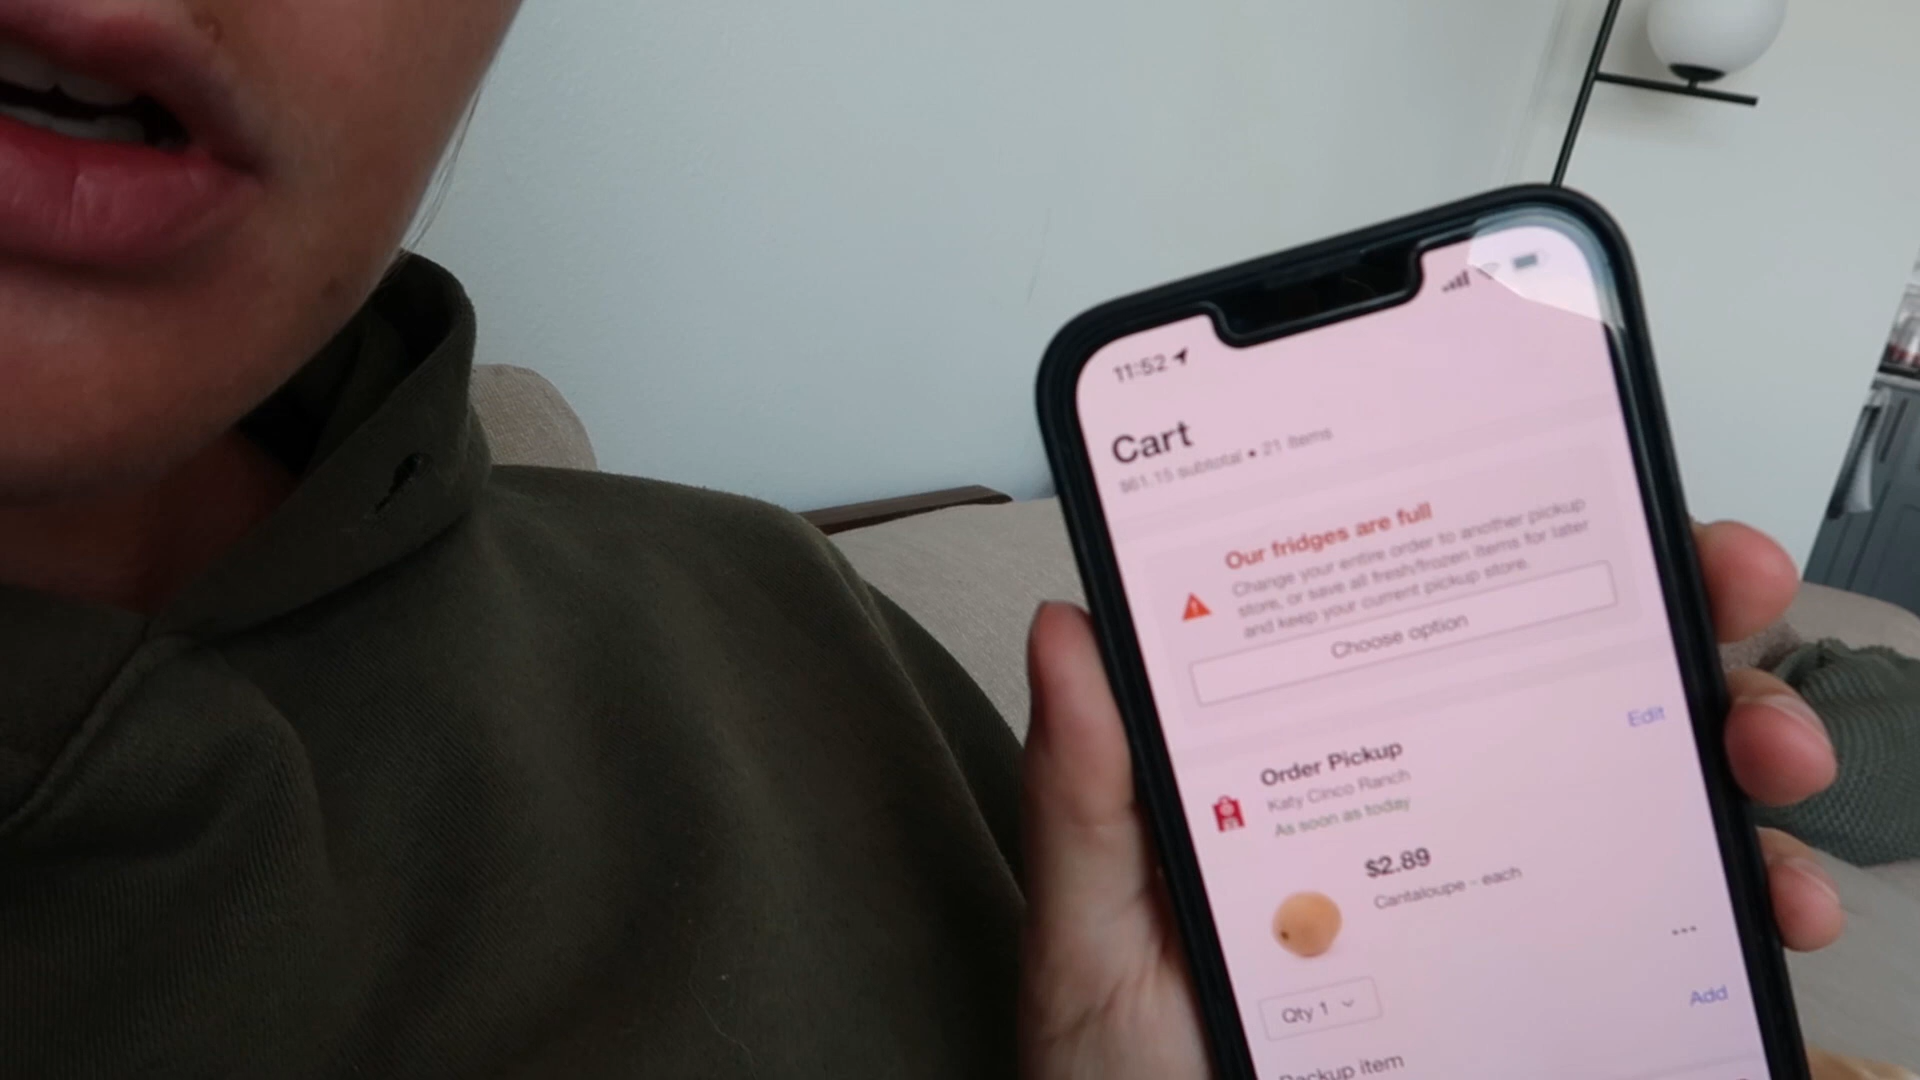 11:52
Cart
$61.15 subtotal • 21 items
Our fridges are full
Change your entire order to another pickup
store, or save all fresh/frozen items for later
and keep your current pickup store.
Choose option
Order Pickup
Edit
Katy Cinco Ranch
As soon as today
$2.89
Cantaloupe - each
Qty 1
Add
Backup item